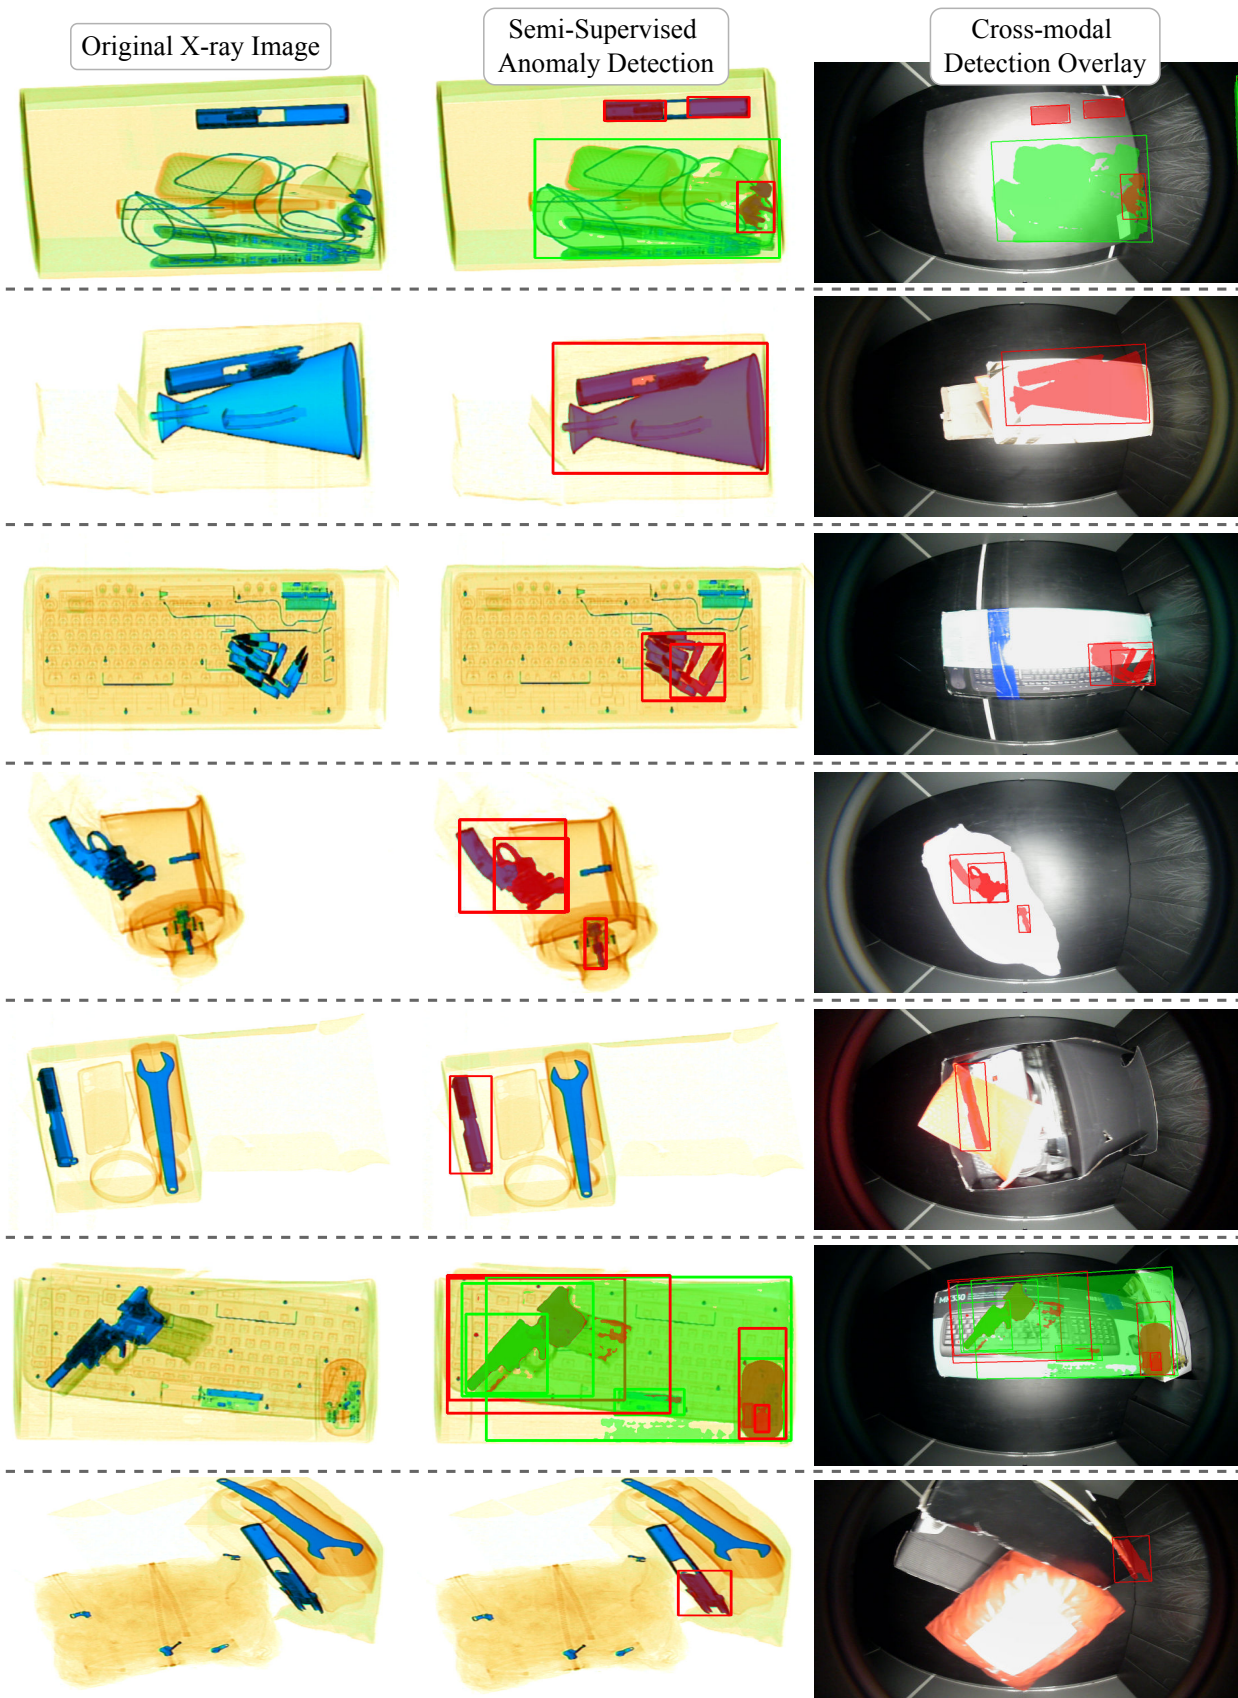 Original X-ray Image
Semi-Supervised
Anomaly Detection
Cross-modal
Detection Overlay